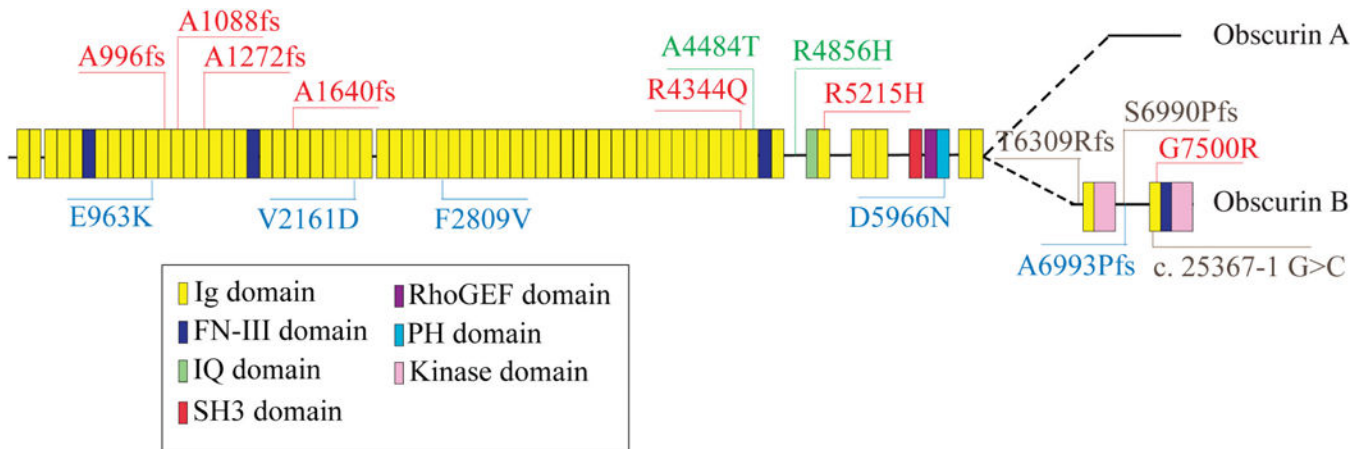 A1088fs
A996fs
A1272fs
A1640fs
A4484T
R4856H
R4344Q
R5215H
Obscurin A
S6990Pfs
T6309Rfs
G7500R
E963K
V2161D
F2809V
D5966N
Obscurin B
A6993Pfs
c. 25367-1 G>C
Ig domain
FN-III domain
IQ domain
SH3 domain
RhoGEF domain
PH domain
Kinase domain